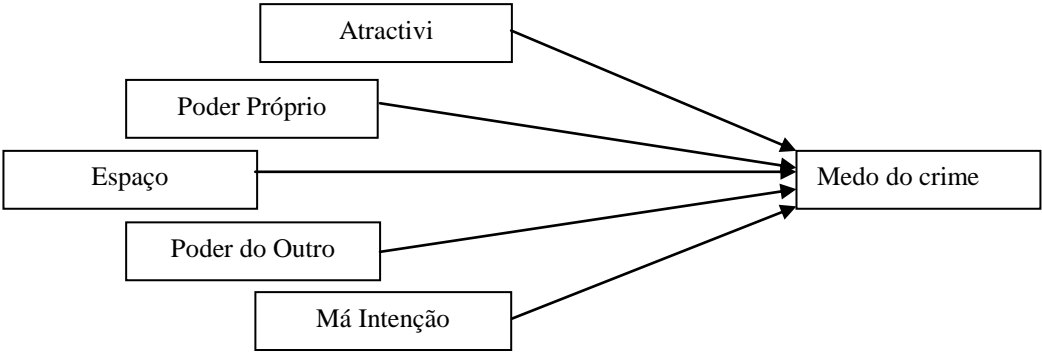 Atractivi
Poder Próprio
Espaço
Medo do crime
Poder do Outro
Má Intenção